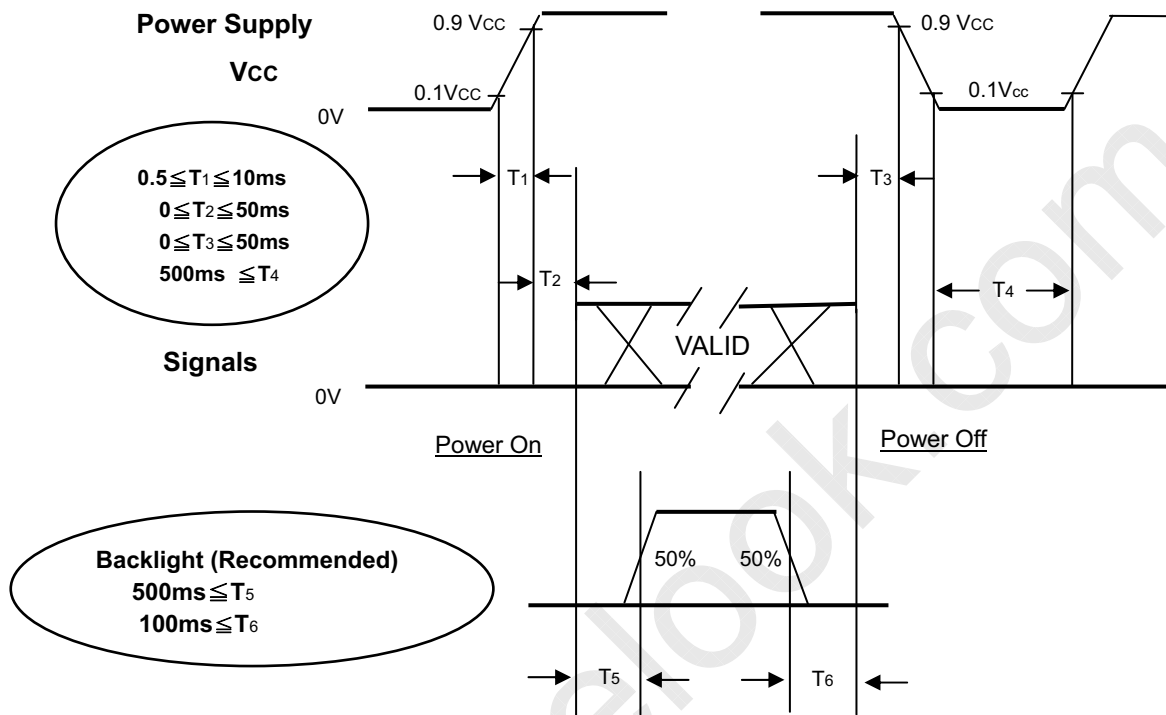 Power Supply
VCC
0.9 VCC
0.9 VCC
0.1VCC
0.1Vcc
0V
0.5≦T1≦10ms
0≦T2≦50ms
0≦T3≦50ms
500ms ≦T4
T1
T3
T2
T4
Signals
VALID
0V
Power On
Power Off
Backlight (Recommended)
500ms≦T5
100ms≦T6
50%
50%
T5
T6
elook.com